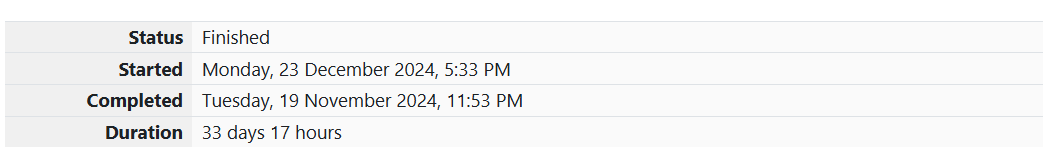 Status Finished
Started Monday, 23 December 2024, 5:33 PM
Completed Tuesday, 19 November 2024, 11:53 PM
Duration 33 days 17 hours